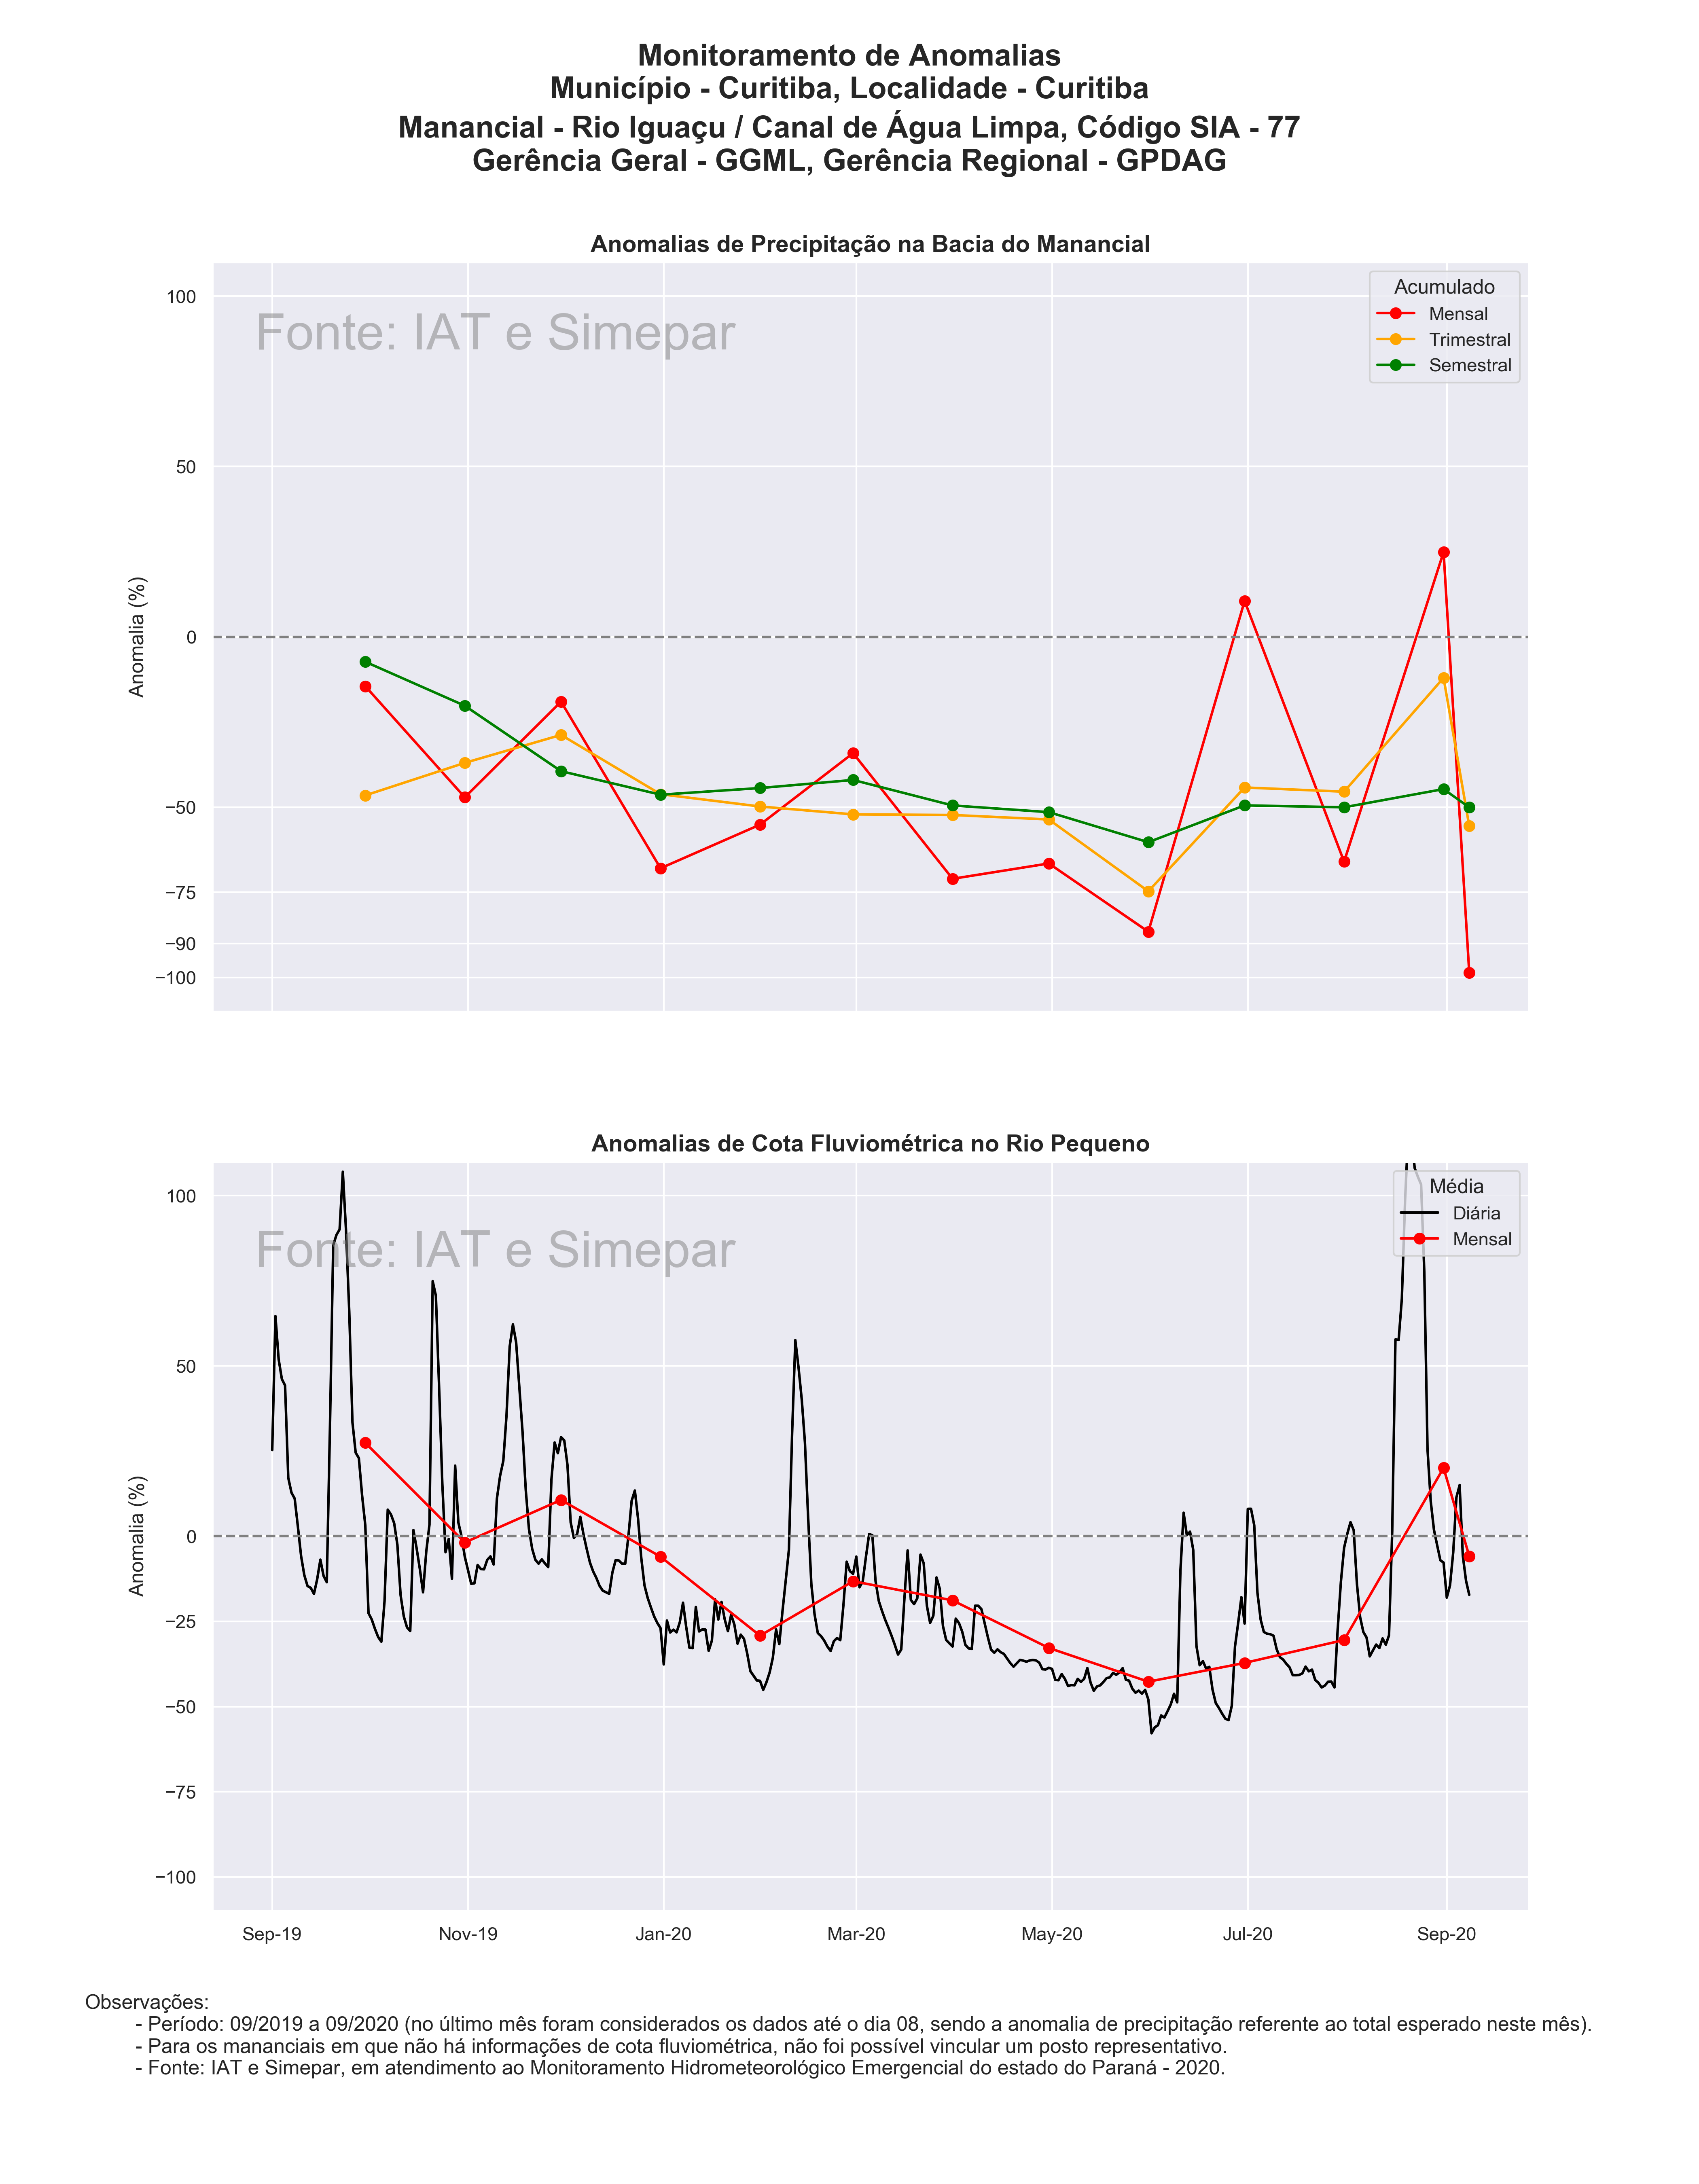 Monitoramento de Anomalias
Município - Curitiba, Localidade - Curitiba
Manancial - Rio Iguaçu / Canal de Água Limpa, Código SIA - 77
Gerência Geral - GGML, Gerência Regional - GPDAG
Anomalias de Precipitação na Bacia do Manancial
Fonte: IAT e Simepar
Acumulado
Mensal
Trimestral
Semestral
Anomalia (%)
100
50
0
−50
−75
−90
−100
Anomalias de Cota Fluviométrica no Rio Pequeno
Fonte: IAT e Simepar
Média
Diária
Mensal
Anomalia (%)
100
50
0
−25
−50
−75
−100
Sep-19 Nov-19 Jan-20 Mar-20 May-20 Jul-20 Sep-20
Observações:
- Período: 09/2019 a 09/2020 (no último mês foram considerados os dados até o dia 08, sendo a anomalia de precipitação referente ao total esperado neste mês).
- Para os mananciais em que não há informações de cota fluviométrica, não foi possível vincular um posto representativo.
- Fonte: IAT e Simepar, em atendimento ao Monitoramento Hidrometeorológico Emergencial do estado do Paraná - 2020.